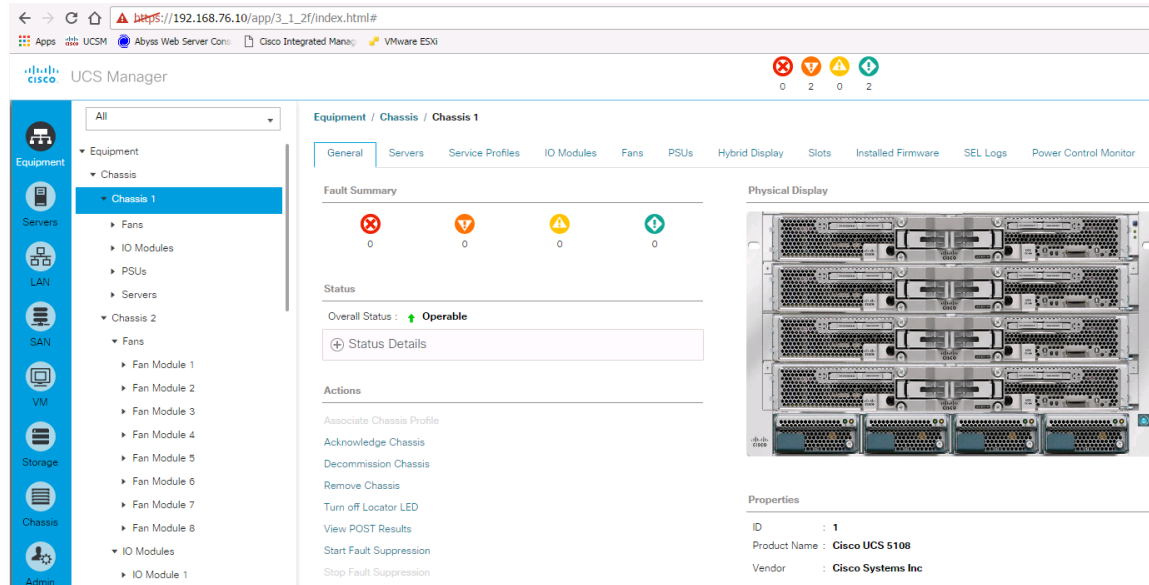 https://192.168.76.10/app/3_1_2f/index.html#
Apps UCSM Abyss Web Server Cons Cisco Integrated Manag VMware ESXi
CISCO UCS Manager
0 2 0 2
All
Equipment
Servers
LAN
SAN
VM
Storage
Chassis
Admin
Equipment
Chassis
Chassis 1
Fans
IO Modules
PSUs
Servers
Chassis 2
Fans
Fan Module 1
Fan Module 2
Fan Module 3
Fan Module 4
Fan Module 5
Fan Module 6
Fan Module 7
Fan Module 8
IO Modules
IO Module 1
Equipment / Chassis / Chassis 1
General Servers Service Profiles IO Modules Fans PSUs Hybrid Display Slots Installed Firmware SEL Logs Power Control Monitor
Fault Summary
0 0 0 0
Status
Overall Status : Operable
Status Details
Actions
Associate Chassis Profile
Acknowledge Chassis
Decommission Chassis
Remove Chassis
Turn off Locator LED
View POST Results
Start Fault Suppression
Stop Fault Suppression
Physical Display
Properties
ID : 1
Product Name : Cisco UCS 5108
Vendor : Cisco Systems Inc